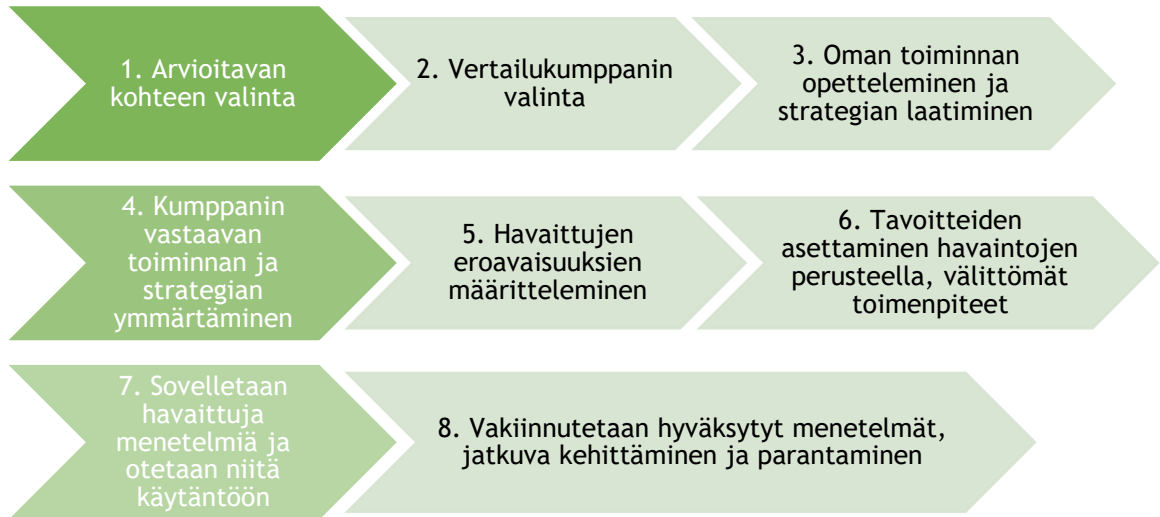 1. Arvioitavan
kohteen valinta
2. Vertailukumppanin
valinta
3. Oman toiminnan
opetteleminen ja
strategian laatiminen
4. Kumppanin
vastaavan
toiminnan ja
strategian
ymmärtäminen
5. Havaittujen
eroavaisuuksien
määritteleminen
6. Tavoitteiden
asettaminen havaintojen
perusteella, välittömät
toimenpiteet
7. Sovelletaan
havaittuja
menetelmiä ja
otetaan niitä
käytäntöön
8. Vakiinnutetaan hyväksytyt menetelmät,
jatkuva kehittäminen ja parantaminen